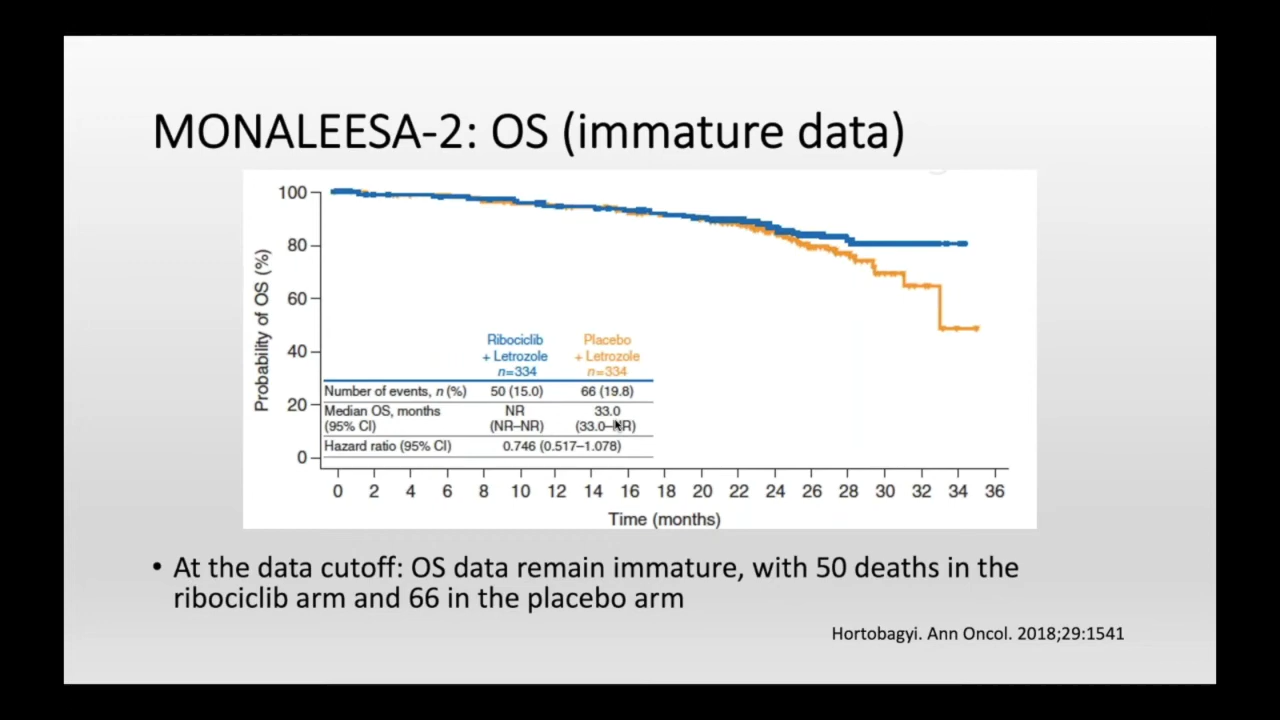 MONALEESA-2: OS (immature data)
Probability of OS (%)
100
80
60
40
20
0
Ribociclib Placebo
+ Letrozole + Letrozole
n=334 n=334
Number of events, n (%) 50 (15.0) 66 (19.8)
Median OS, months NR 33.0
(95% CI) (NR–NR) (33.0–NR)
Hazard ratio (95% CI) 0.746 (0.517–1.078)
0 2 4 6 8 10 12 14 16 18 20 22 24 26 28 30 32 34 36
Time (months)
• At the data cutoff: OS data remain immature, with 50 deaths in the
ribociclib arm and 66 in the placebo arm
Hortobagyi. Ann Oncol. 2018;29:1541